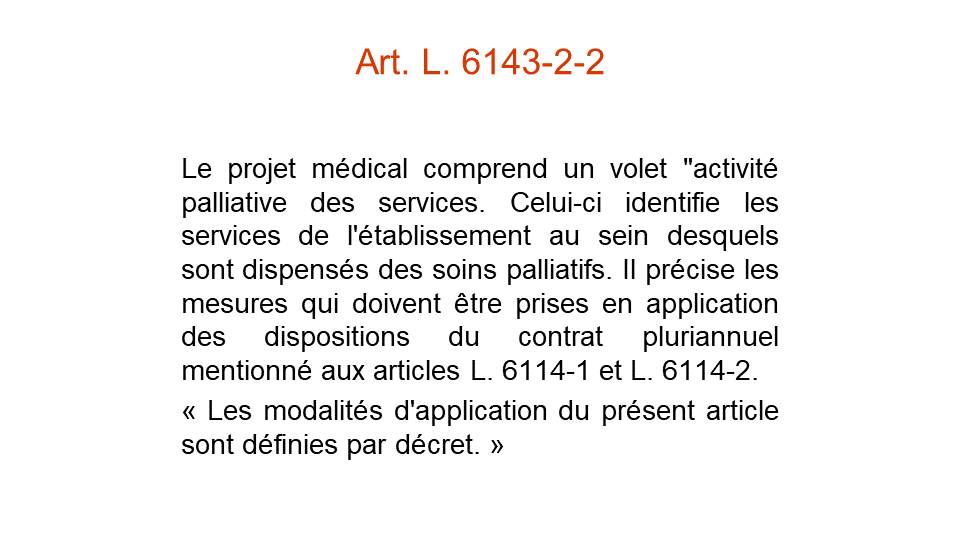 Art. L. 6143-2-2
Le projet médical comprend un volet "activité
palliative des services. Celui-ci identifie les
services de l'établissement au sein desquels
sont dispensés des soins palliatifs. Il précise les
mesures qui doivent être prises en application
des dispositions du contrat pluriannuel
mentionné aux articles L. 6114-1 et L. 6114-2.
« Les modalités d'application du présent article
sont définies par décret. »